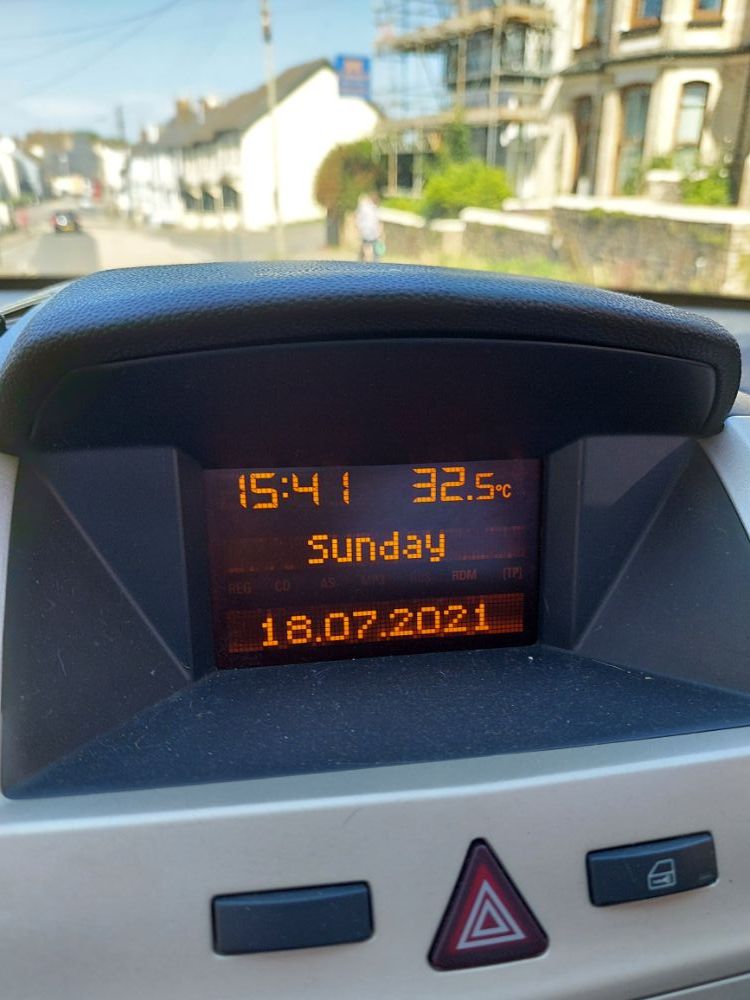 15:41 32.5°C
Sunday
REG CD AS MP3 RDM [TP]
18.07.2021